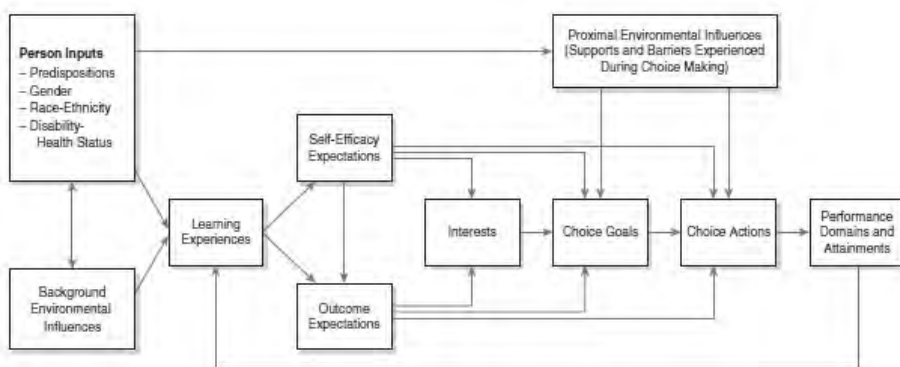 Person Inputs
– Predispositions
– Gender
– Race-Ethnicity
– Disability-
Health Status
Proximal Environmental Influences
(Supports and Barriers Experienced
During Choice Making)
Self-Efficacy
Expectations
Learning
Experiences
Interests
Choice Goals
Choice Actions
Performance
Domains and
Attainments
Background
Environmental
Influences
Outcome
Expectations